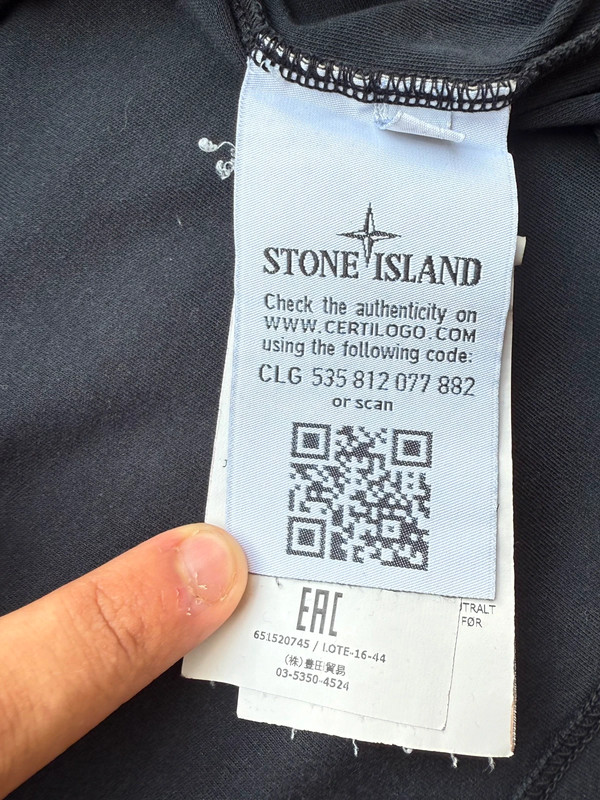 STONE ISLAND
Check the authenticity on
WWW.CERTILOGO.COM
using the following code:
CLG 535 812 077 882
or scan
EAC
TRALT
FØR
651520745 / LOTE-16-44
(株)豊田貿易
03-5350-4524